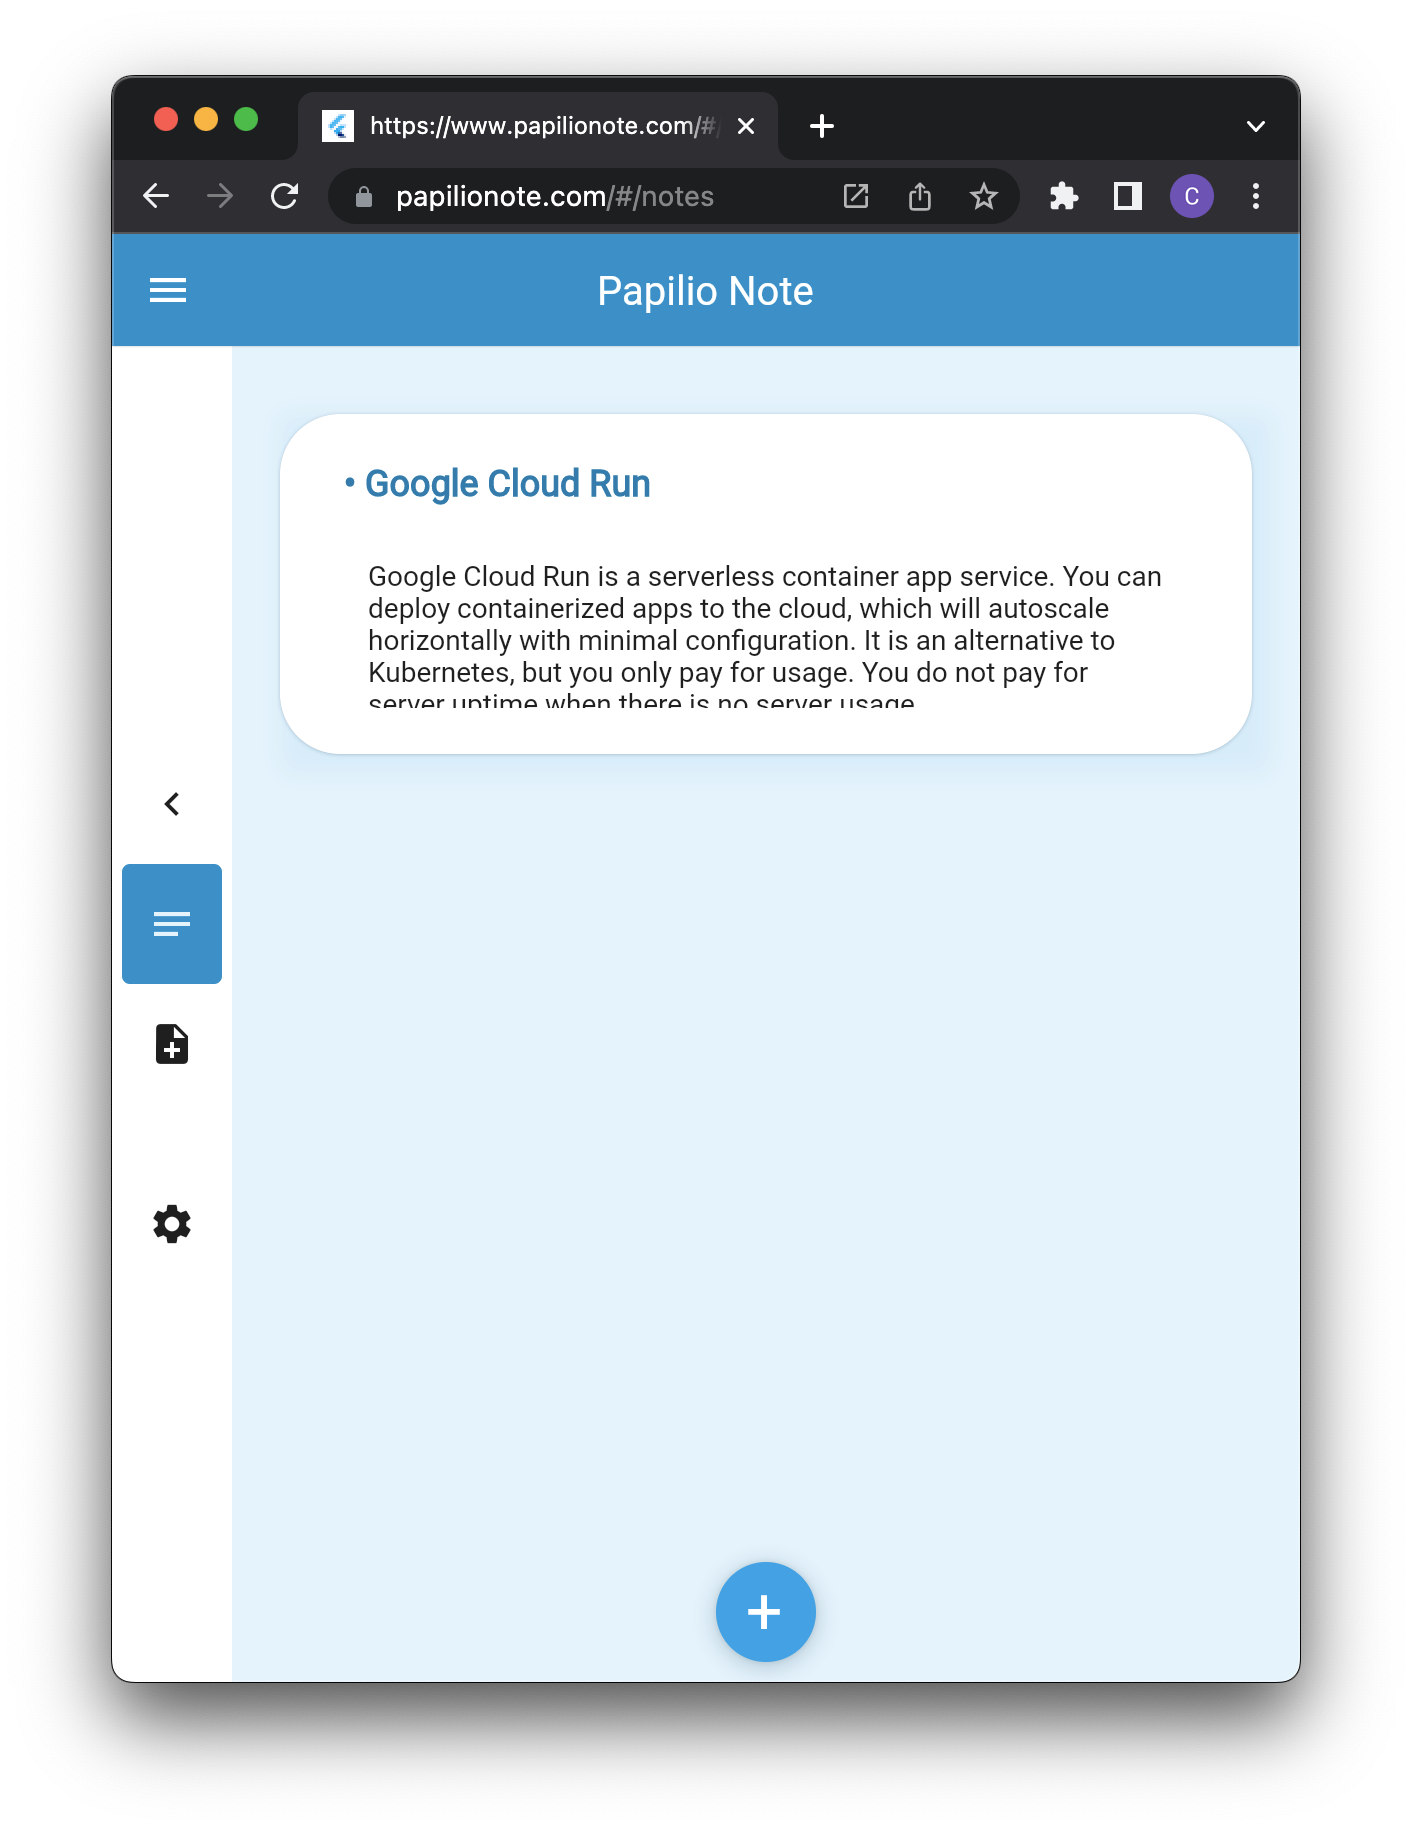 https://www.papilionote.com/#/
papilionote.com/#/notes
C
Papilio Note
• Google Cloud Run
Google Cloud Run is a serverless container app service. You can
deploy containerized apps to the cloud, which will autoscale
horizontally with minimal configuration. It is an alternative to
Kubernetes, but you only pay for usage. You do not pay for
server uptime when there is no server usage